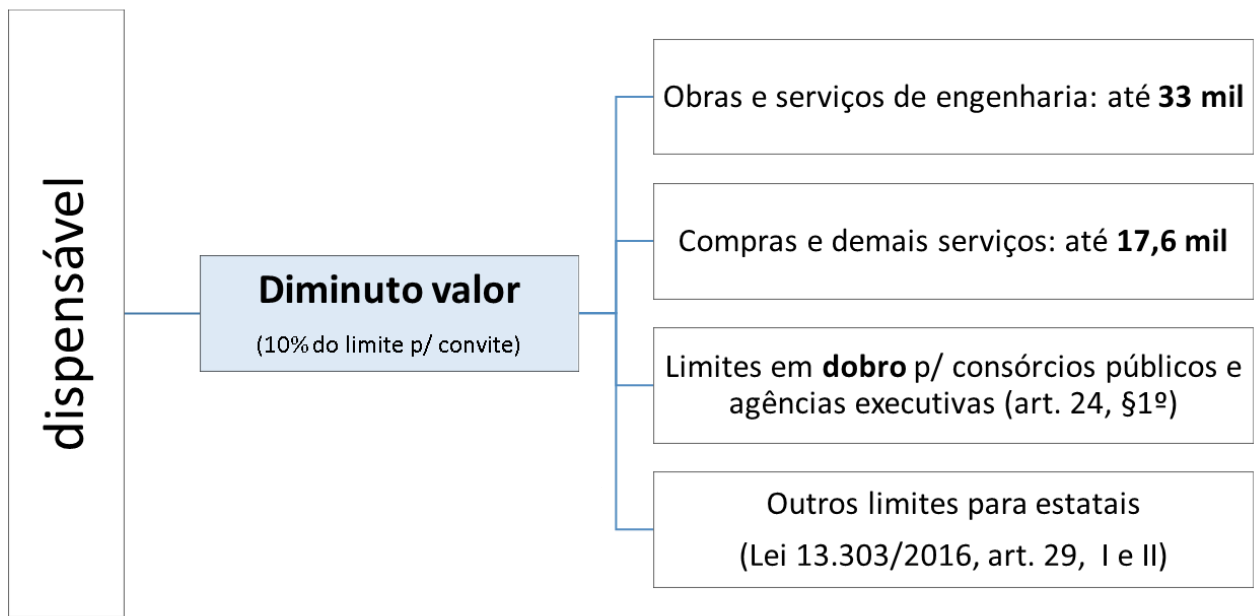 dispensável
Diminuto valor
(10% do limite p/ convite)
Obras e serviços de engenharia: até 33 mil
Compras e demais serviços: até 17,6 mil
Limites em dobro p/ consórcios públicos e
agências executivas (art. 24, §1º)
Outros limites para estatais
(Lei 13.303/2016, art. 29, I e II)